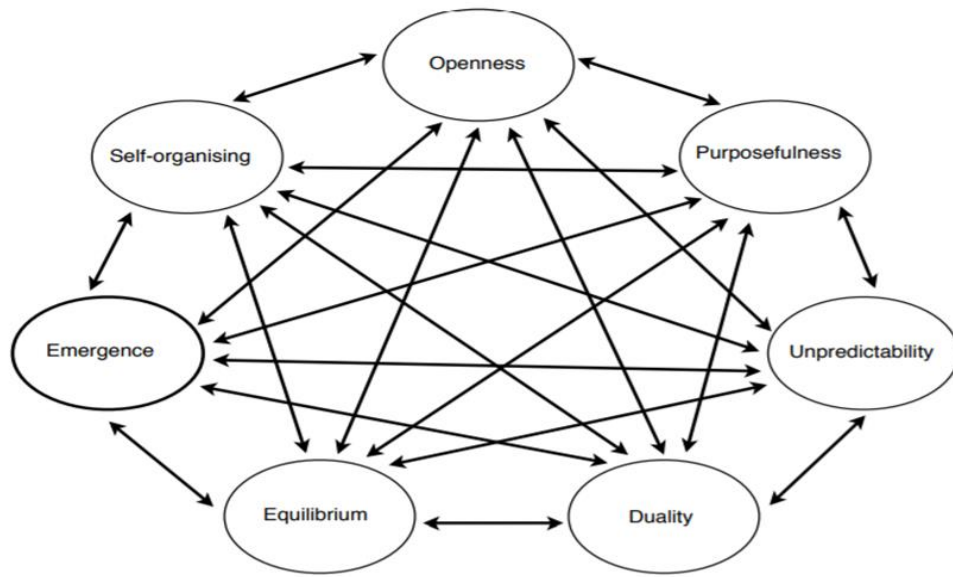 Openness
Self-organising
Purposefulness
Emergence
Unpredictability
Equilibrium
Duality